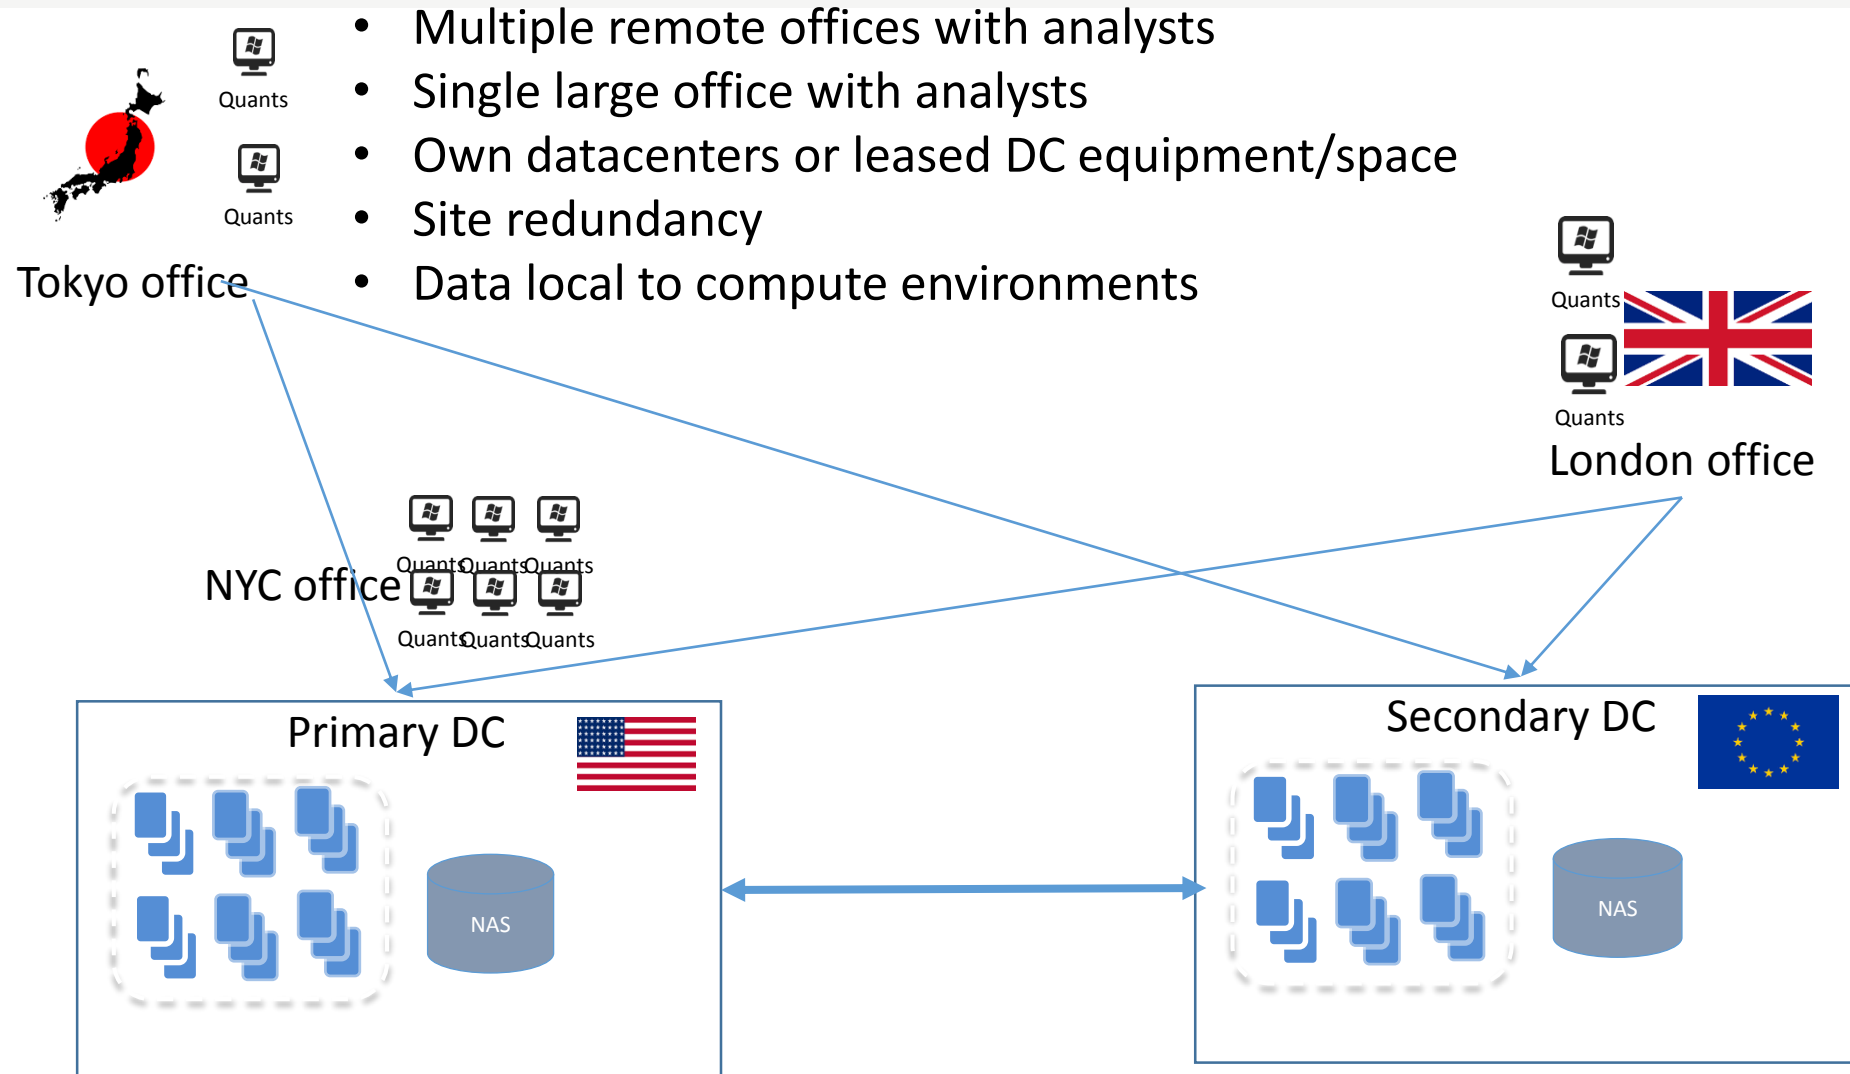 • Multiple remote offices with analysts
• Single large office with analysts
• Own datacenters or leased DC equipment/space
• Site redundancy
• Data local to compute environments
Quants
Quants
Tokyo office
Quants
Quants
London office
NYC office
Quants Quants Quants
Quants Quants Quants
Primary DC
NAS
Secondary DC
NAS